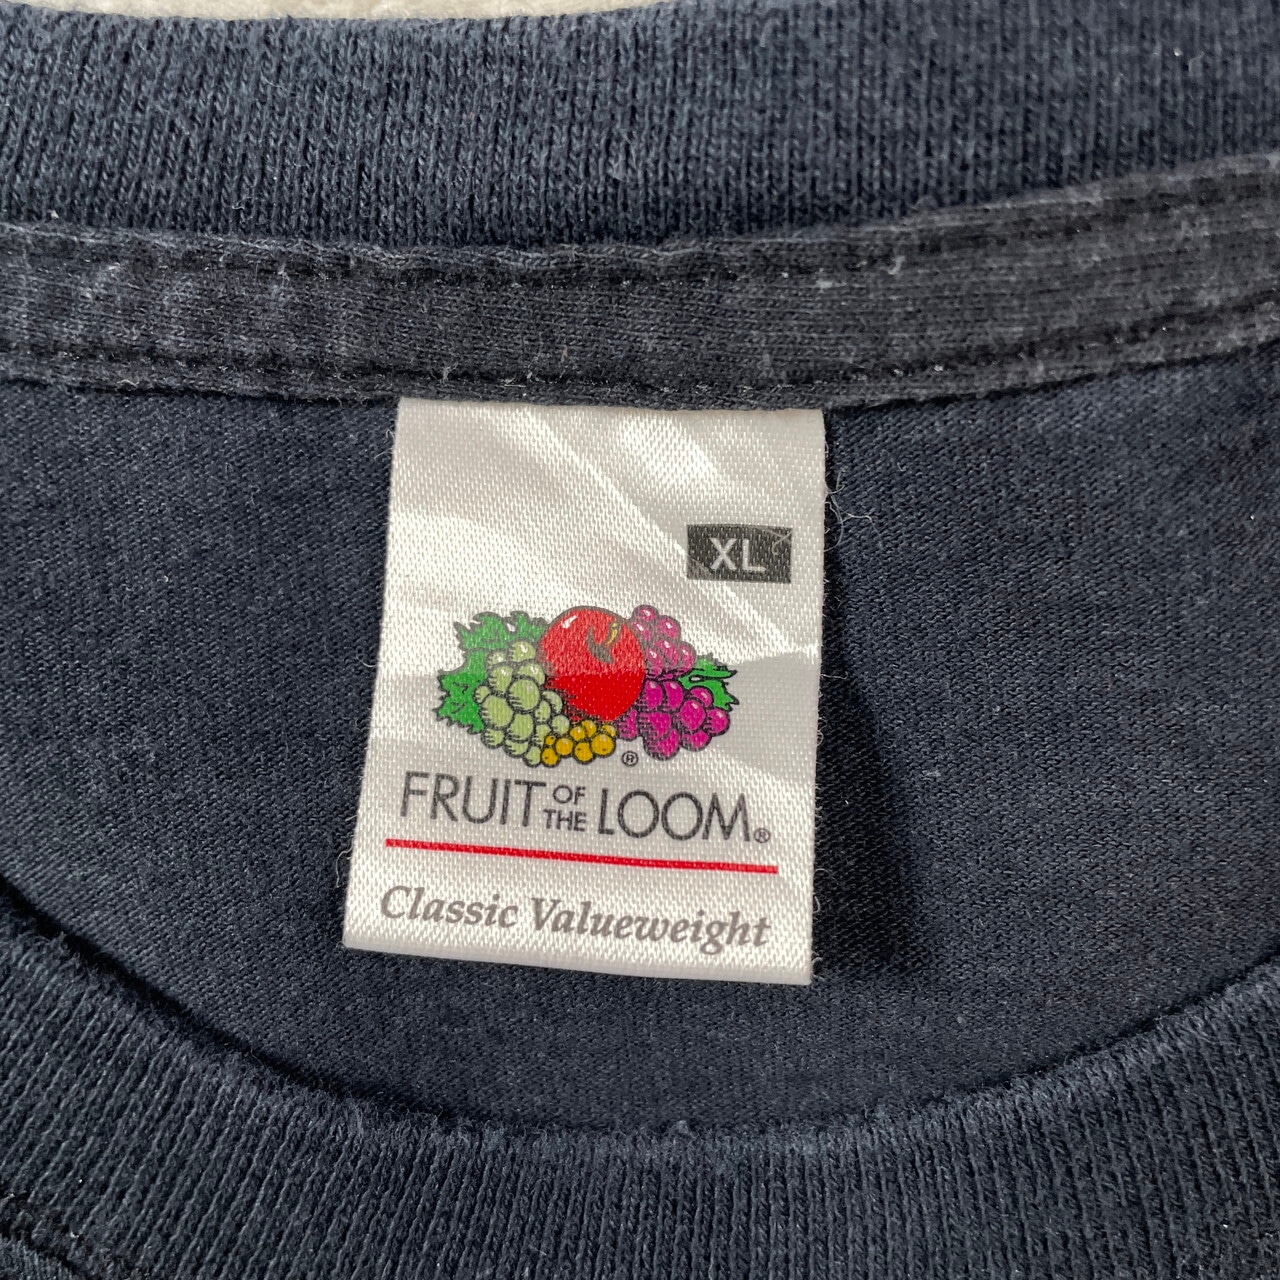 XL
®
FRUIT OF THE LOOM®
Classic Valueweight